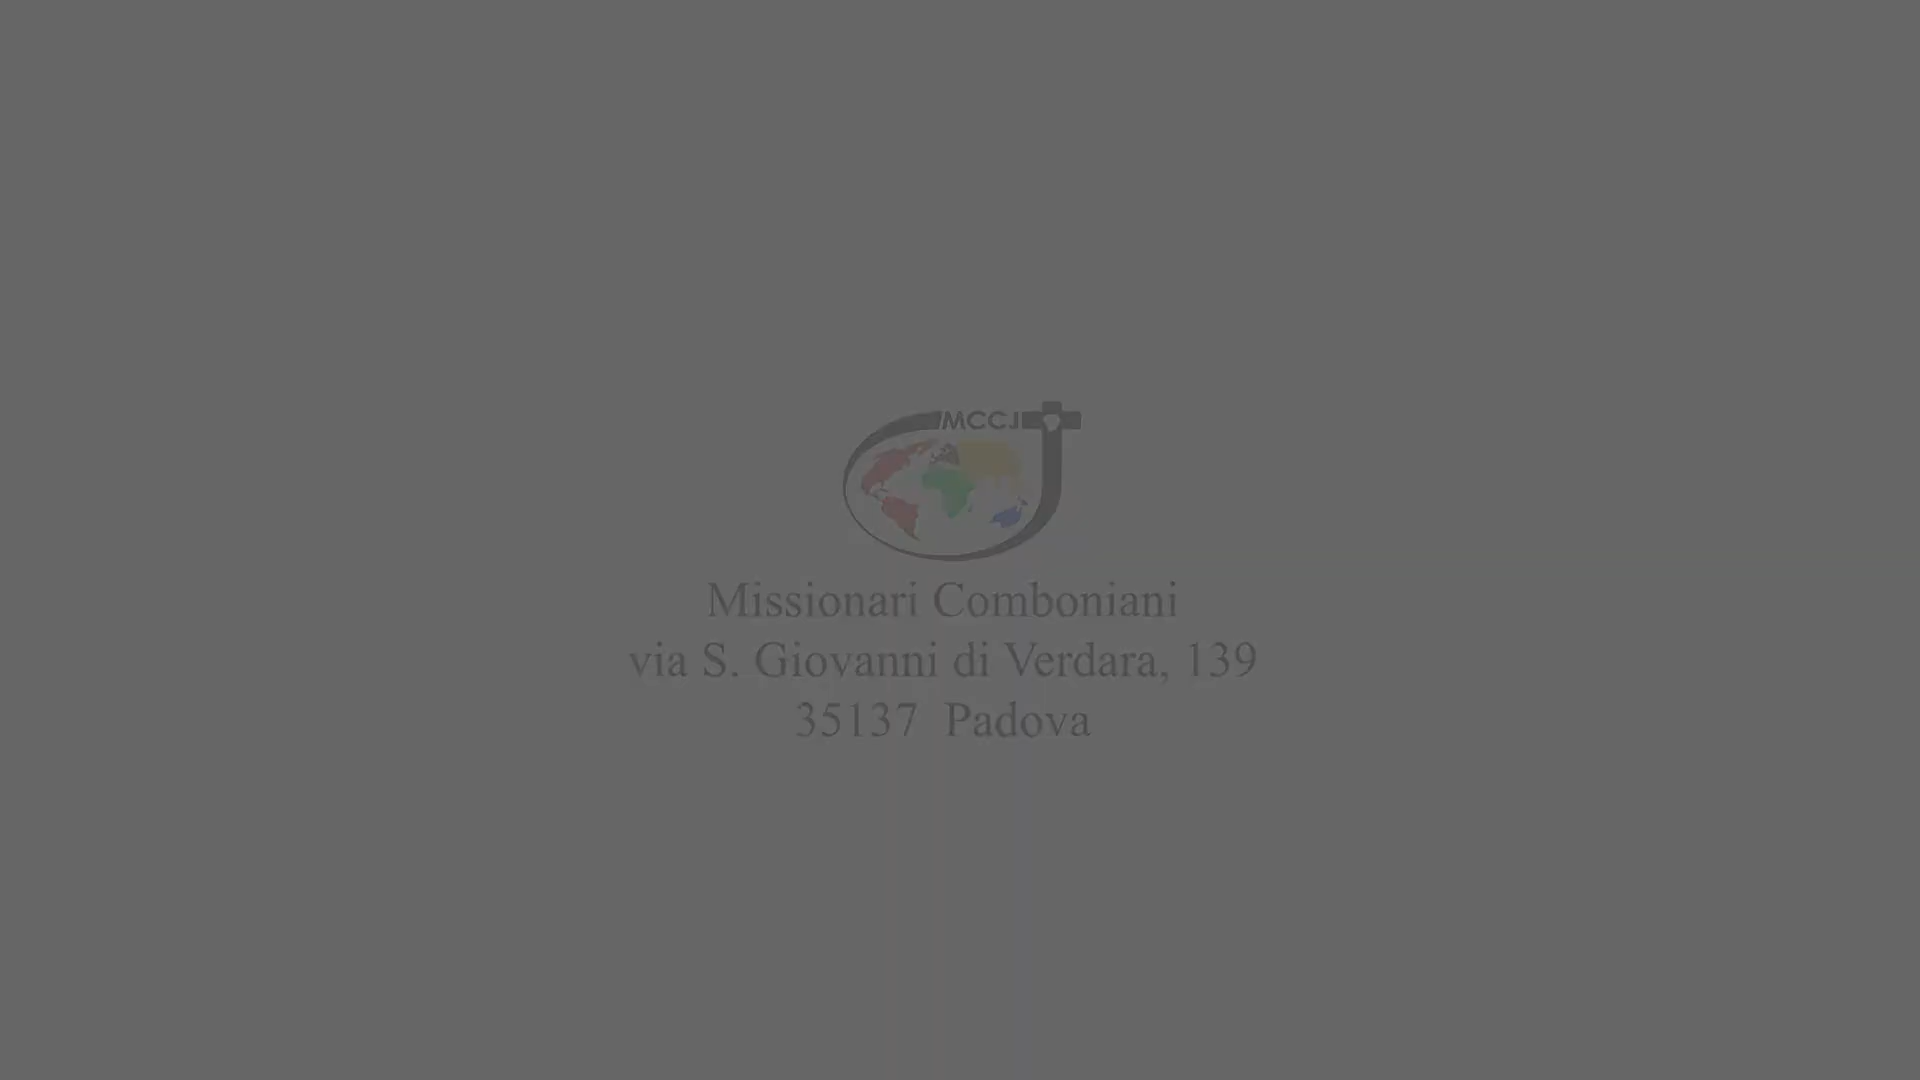 MCCJ
Missionari Comboniani
via S. Giovanni di Verdara, 139
35137 Padova